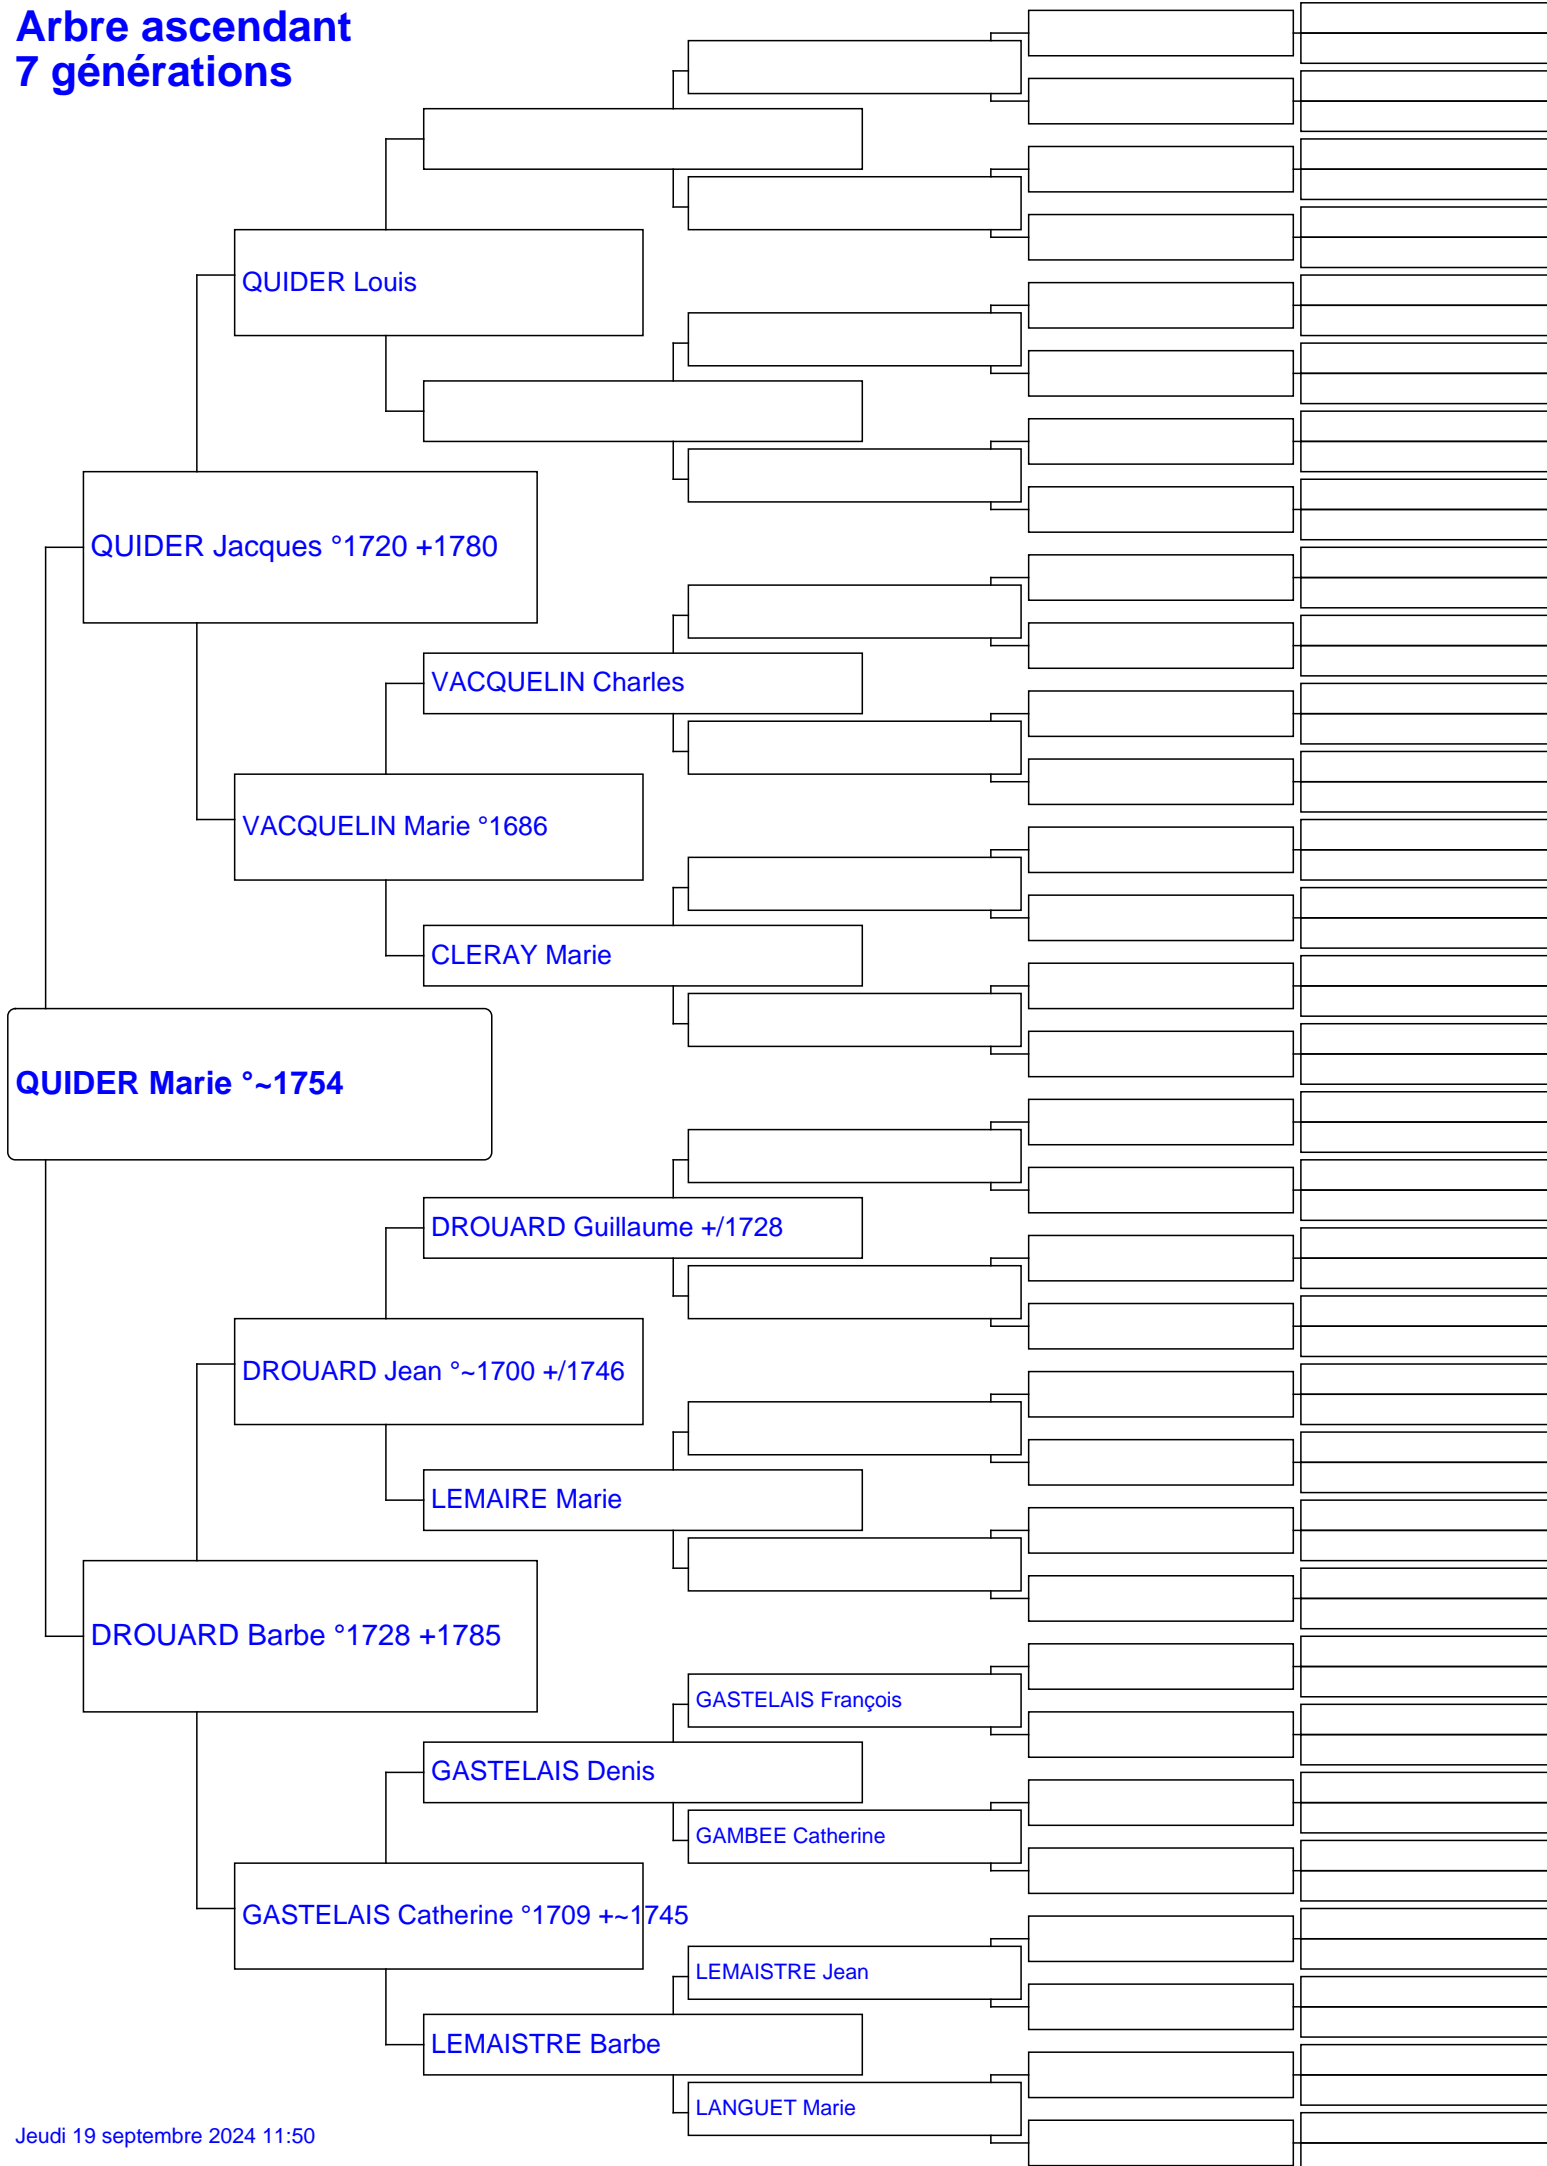 Arbre ascendant
7 générations
QUIDER Louis
QUIDER Jacques °1720 +1780
VACQUELIN Charles
VACQUELIN Marie °1686
CLERAY Marie
QUIDER Marie °~1754
DROUARD Guillaume +/1728
DROUARD Jean °~1700 +/1746
LEMAIRE Marie
DROUARD Barbe °1728 +1785
GASTELAIS François
GASTELAIS Denis
GAMBEE Catherine
GASTELAIS Catherine °1709 +~1745
LEMAISTRE Jean
LEMAISTRE Barbe
LANGUET Marie
Jeudi 19 septembre 2024 11:50